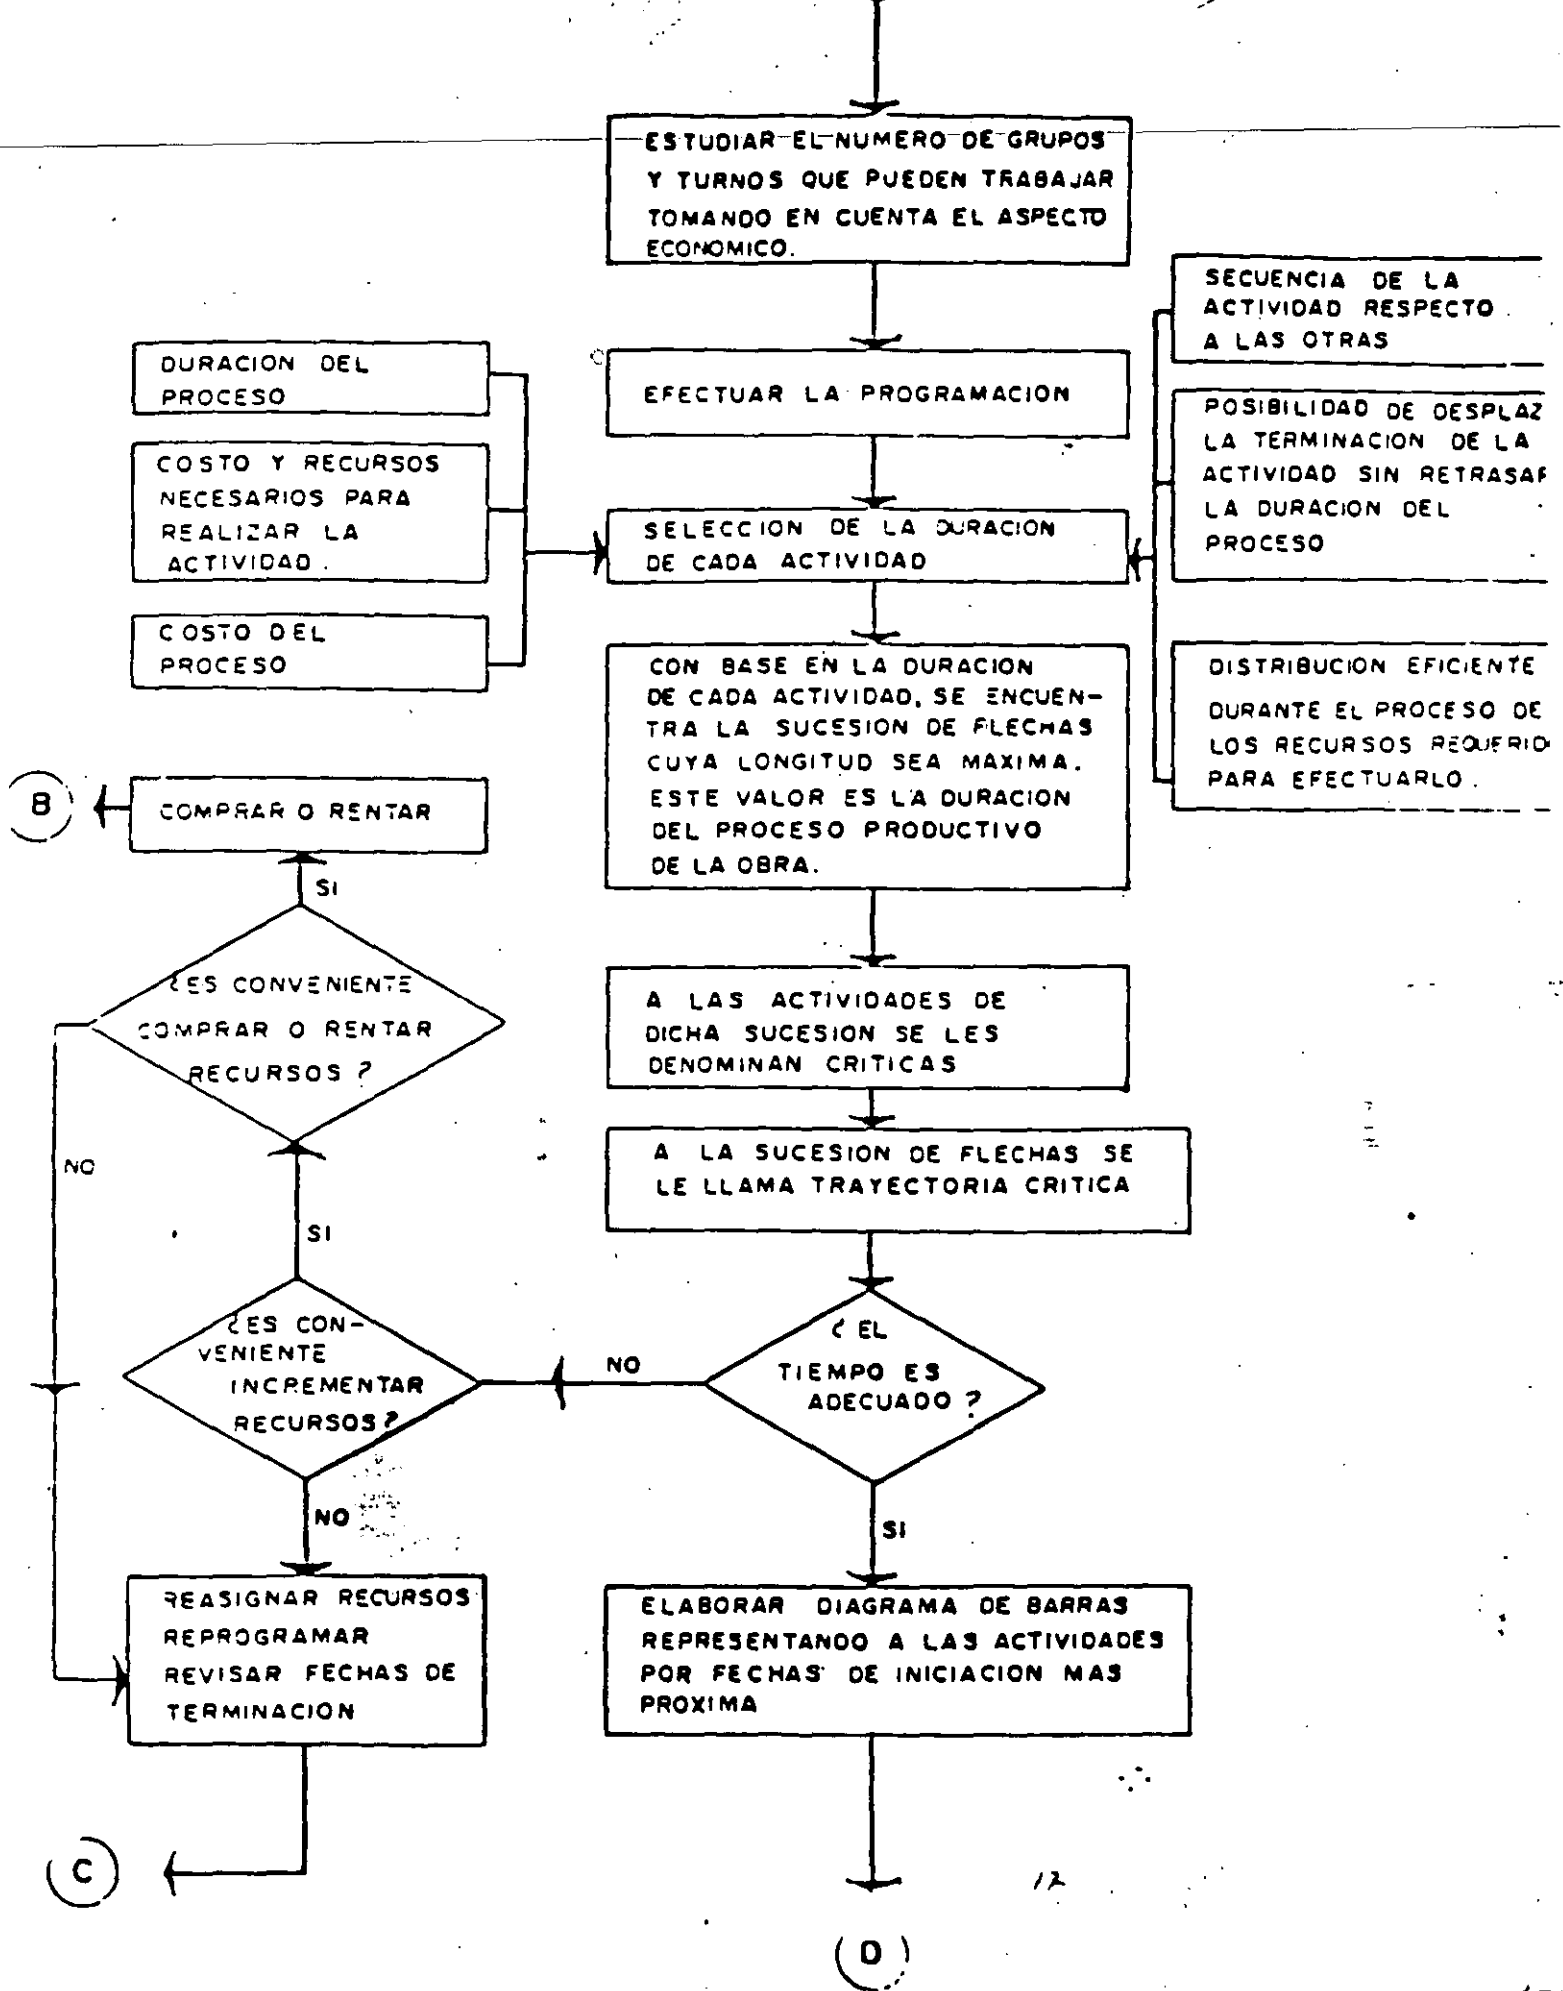 ESTUDIAR EL NUMERO DE GRUPOS
Y TURNOS QUE PUEDEN TRABAJAR
TOMANDO EN CUENTA EL ASPECTO
ECONOMICO.
EFECTUAR LA PROGRAMACION
DURACION DEL
PROCESO
COSTO Y RECURSOS
NECESARIOS PARA
REALIZAR LA
ACTIVIDAD.
COSTO DEL
PROCESO
SELECCION DE LA DURACION
DE CADA ACTIVIDAD
SECUENCIA DE LA
ACTIVIDAD RESPECTO
A LAS OTRAS
POSIBILIDAD DE DESPLAZ
LA TERMINACION DE LA
ACTIVIDAD SIN RETRASAR
LA DURACION DEL
PROCESO
DISTRIBUCION EFICIENTE
DURANTE EL PROCESO DE
LOS RECURSOS REQUERIDO
PARA EFECTUARLO.
CON BASE EN LA DURACION
DE CADA ACTIVIDAD, SE ENCUEN-
TRA LA SUCESION DE FLECHAS
CUYA LONGITUD SEA MAXIMA.
ESTE VALOR ES LA DURACION
DEL PROCESO PRODUCTIVO
DE LA OBRA.
B
COMPRAR O RENTAR
SI
¿ES CONVENIENTE
COMPRAR O RENTAR
RECURSOS?
NO
SI
A LAS ACTIVIDADES DE
DICHA SUCESION SE LES
DENOMINAN CRITICAS
A LA SUCESION DE FLECHAS SE
LE LLAMA TRAYECTORIA CRITICA
¿EL
TIEMPO ES
ADECUADO?
NO
¿ES CON-
VENIENTE
INCREMENTAR
RECURSOS?
NO
SI
REASIGNAR RECURSOS
REPROGRAMAR
REVISAR FECHAS DE
TERMINACION
ELABORAR DIAGRAMA DE BARRAS
REPRESENTANDO A LAS ACTIVIDADES
POR FECHAS DE INICIACION MAS
PROXIMA
C
12
D